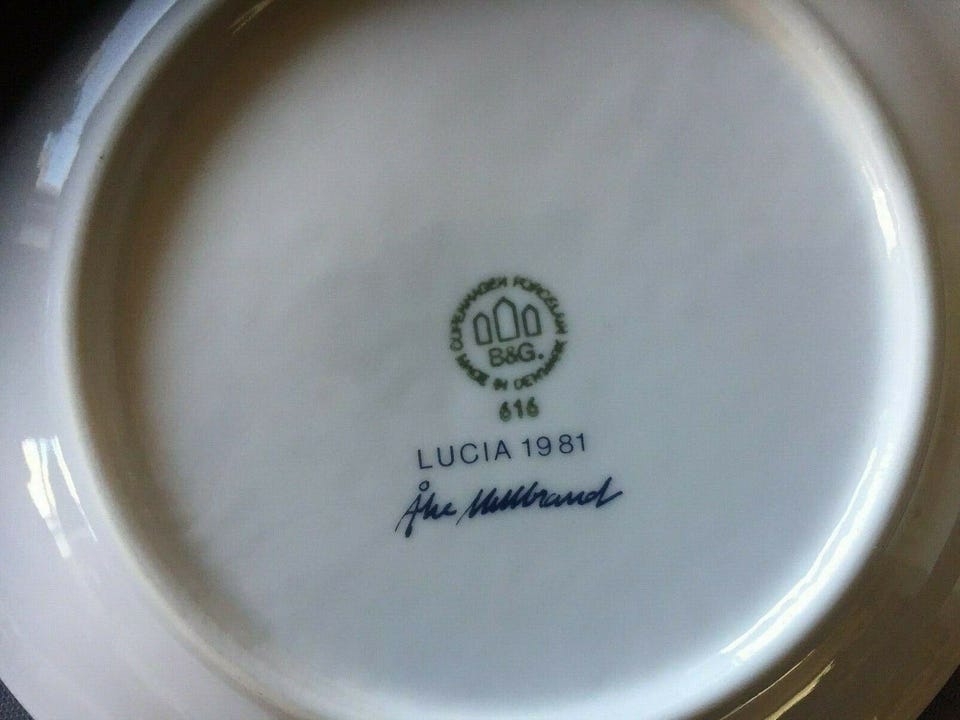 COPENHAGEN PORCELAIN
B&G.
MADE IN DENMARK
616
LUCIA 1981
Åke